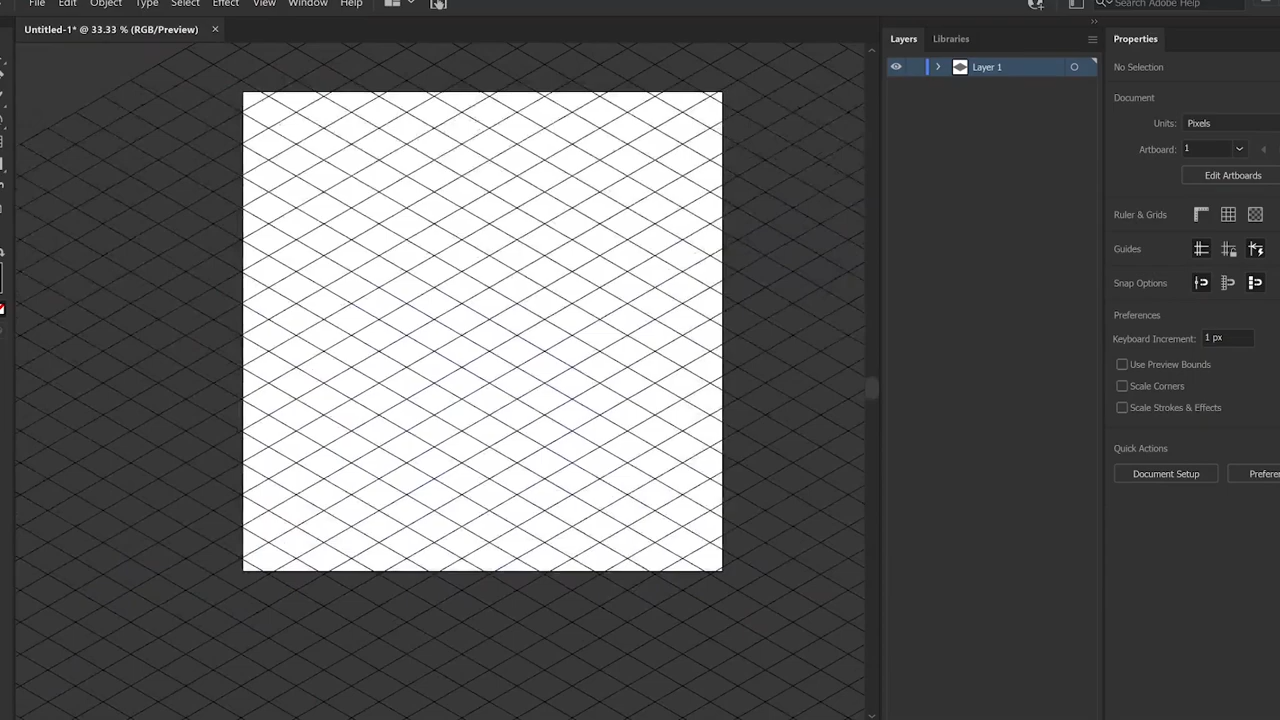 File Edit Object Type Select Effect View Window Help
Search Adobe Help
Untitled-1* @ 33.33 % (RGB/Preview) ×
Layers Libraries
Properties
Layer 1
No Selection
Document
Units: Pixels
Artboard: 1
Edit Artboards
Ruler & Grids
Guides
Snap Options
Preferences
Keyboard Increment: 1 px
Use Preview Bounds
Scale Corners
Scale Strokes & Effects
Quick Actions
Document Setup
Preferen